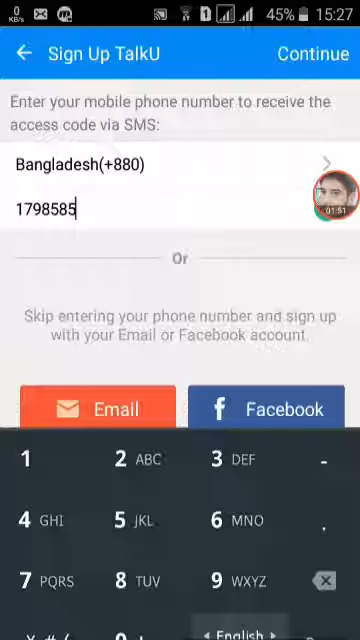 0
KB/s
1
45%
15:27
Sign Up TalkU
Continue
Enter your mobile phone number to receive the
access code via SMS:
Bangladesh(+880)
1798585
01:51
Or
Skip entering your phone number and sign up
with your Email or Facebook account.
Email
f Facebook
1
2 ABC
3 DEF
-
4 GHI
5 JKL
6 MNO
.
7 PQRS
8 TUV
9 WXYZ
English